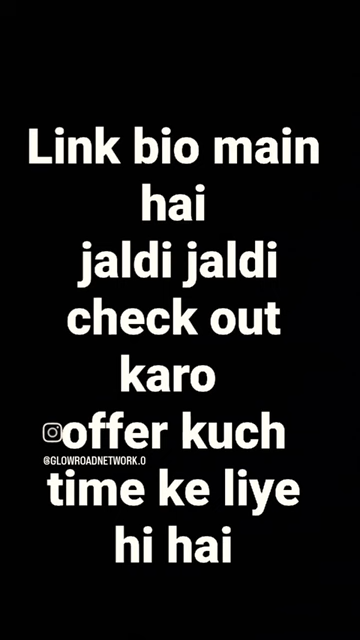 Link bio main
hai
jaldi jaldi
check out
karo
offer kuch
@GLOWROADNETWORK.O
time ke liye
hi hai